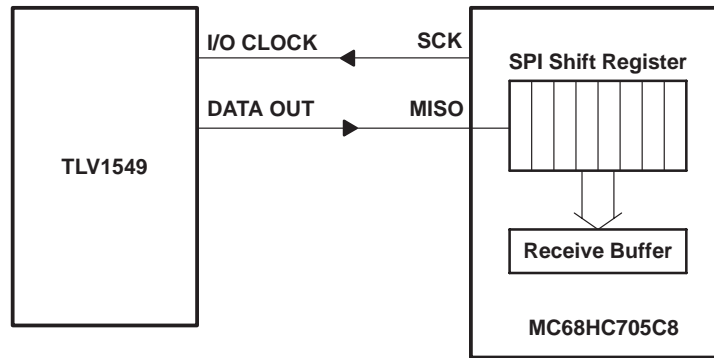 I/O CLOCK
SCK
SPI Shift Register
DATA OUT
MISO
TLV1549
Receive Buffer
MC68HC705C8